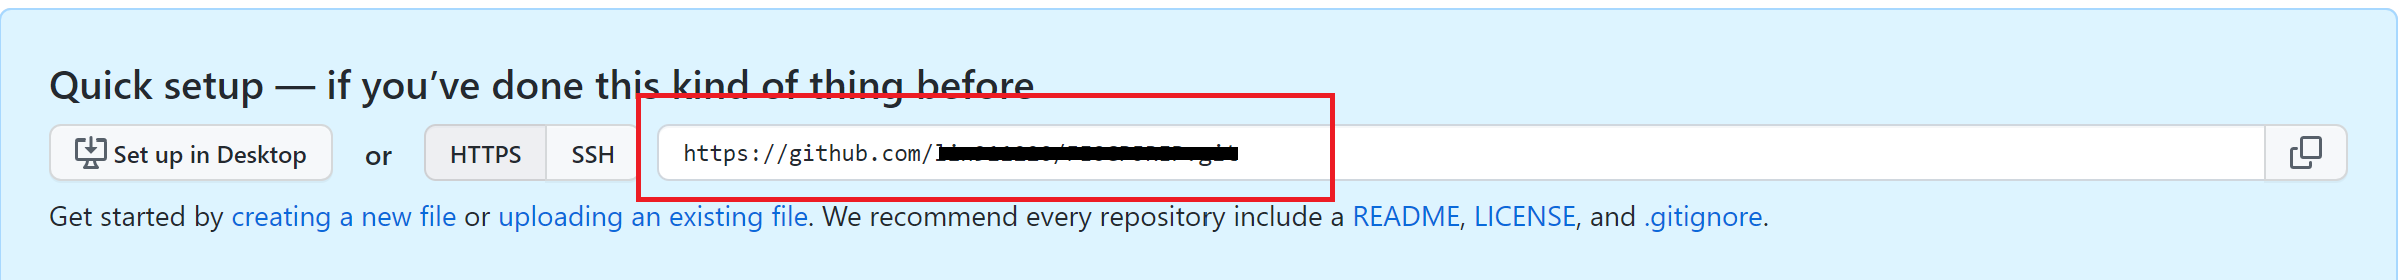 Quick setup — if you’ve done this kind of thing before
Set up in Desktop or HTTPS SSH https://github.com/
Get started by creating a new file or uploading an existing file. We recommend every repository include a README, LICENSE, and .gitignore.